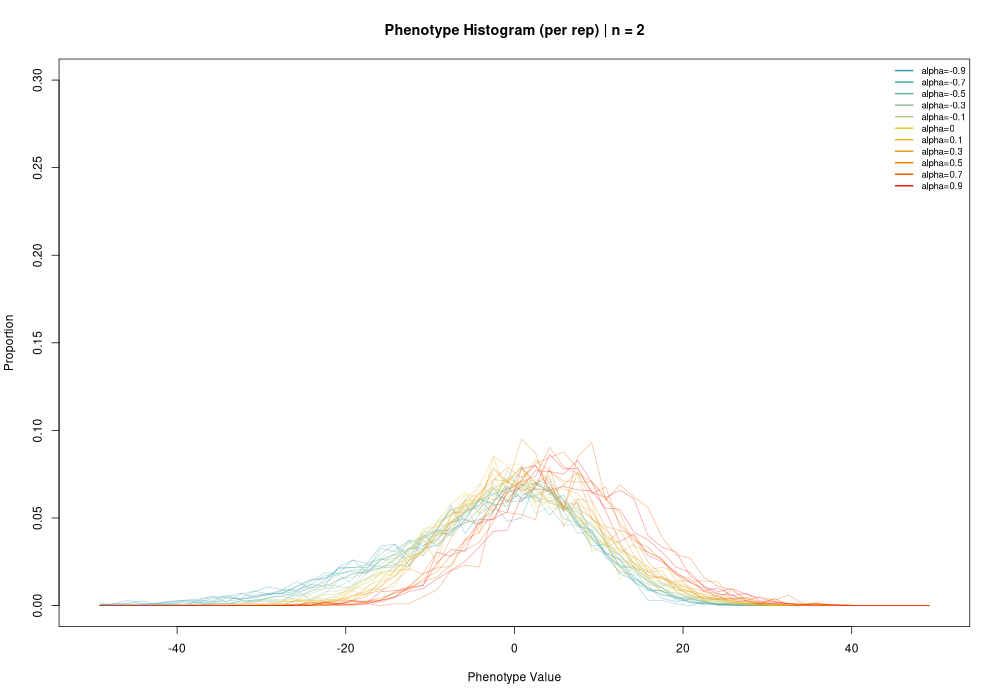 Phenotype Histogram (per rep) | n = 2
alpha=-0.9
alpha=-0.7
alpha=-0.5
alpha=-0.3
alpha=-0.1
alpha=0
alpha=0.1
alpha=0.3
alpha=0.5
alpha=0.7
alpha=0.9
Proportion
0.30
0.25
0.20
0.15
0.10
0.05
0.00
-40
-20
0
20
40
Phenotype Value